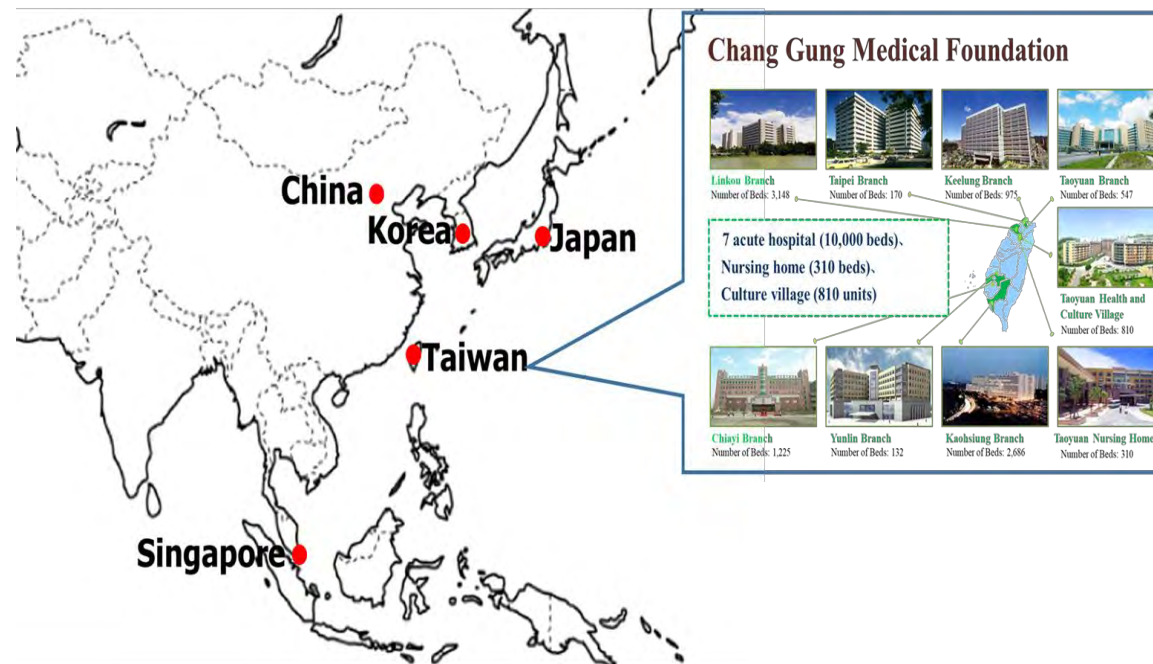 Chang Gung Medical Foundation
Linkou Branch
Number of Beds: 3,148
Taipei Branch
Number of Beds: 170
Keelung Branch
Number of Beds: 975
Taoyuan Branch
Number of Beds: 547
7 acute hospital (10,000 beds)、
Nursing home (310 beds)、
Culture village (810 units)
Taoyuan Health and
Culture Village
Number of Beds: 810
Chiayi Branch
Number of Beds: 1,225
Yunlin Branch
Number of Beds: 132
Kaohsiung Branch
Number of Beds: 2,686
Taoyuan Nursing Home
Number of Beds: 310
China
Korea
Japan
Taiwan
Singapore